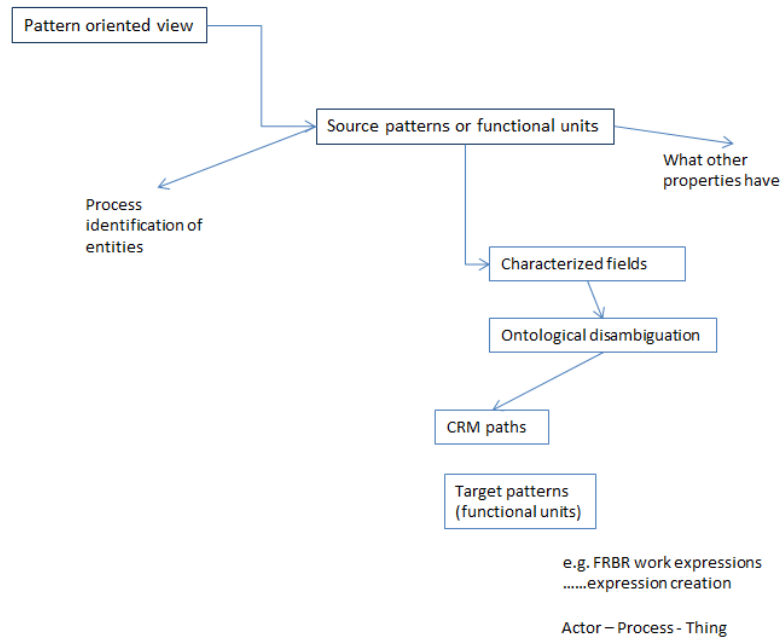 Pattern oriented view
Source patterns or functional units
What other
properties have
Process
identification of
entities
Characterized fields
Ontological disambiguation
CRM paths
Target patterns
(functional units)
e.g. FRBR work expressions
……expression creation
Actor – Process - Thing